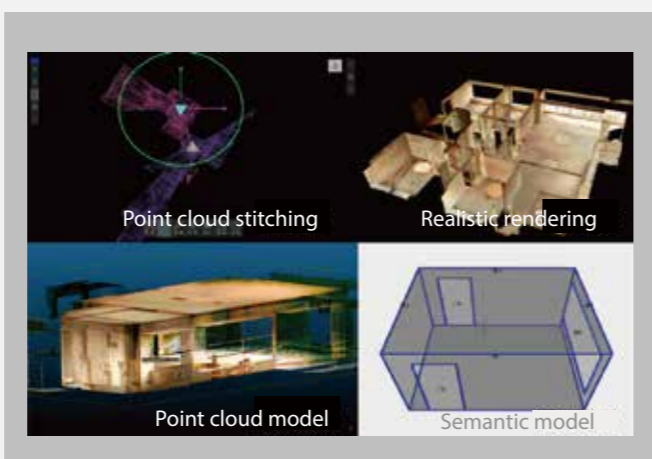 Point cloud stitching
Realistic rendering
Point cloud model
Semantic model